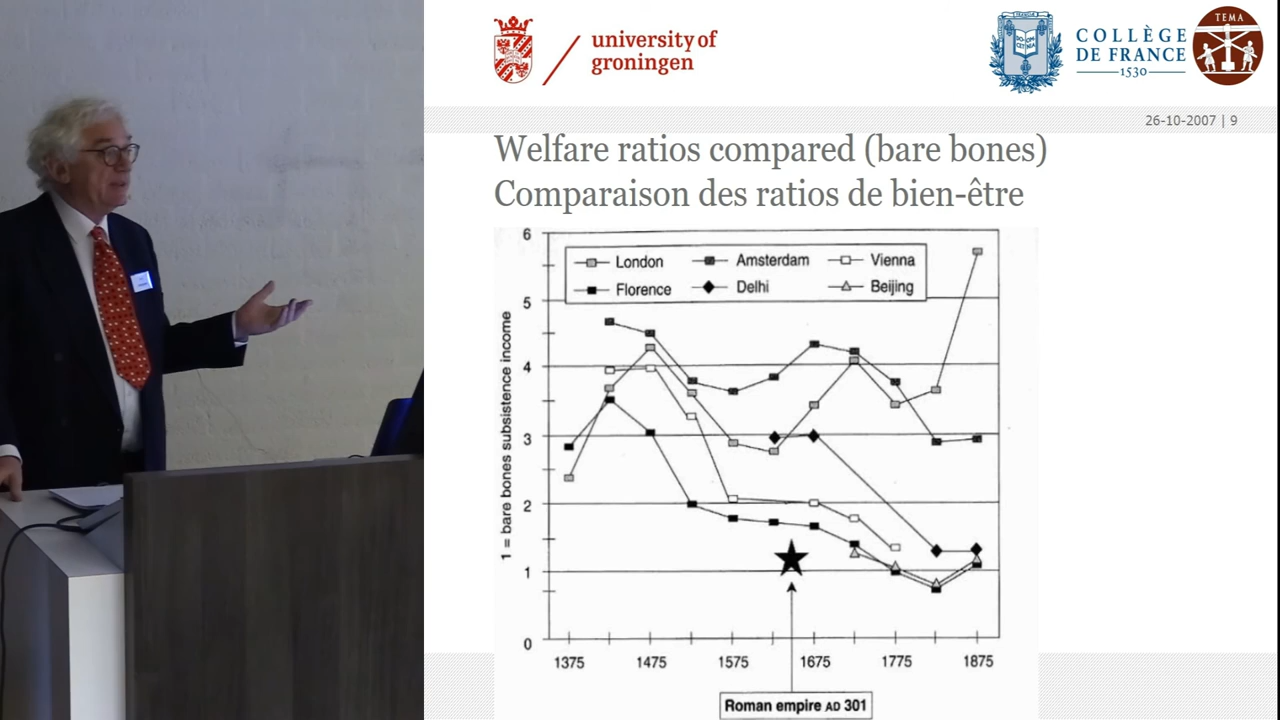 university of
groningen
COLLÈGE
DE FRANCE
1530
TEMA
26-10-2007 | 9
Welfare ratios compared (bare bones)
Comparaison des ratios de bien-être
London
Amsterdam
Vienna
Florence
Delhi
Beijing
1 = bare bones subsistence income
6
5
4
3
2
1
0
1375
1475
1575
1675
1775
1875
Roman empire AD 301